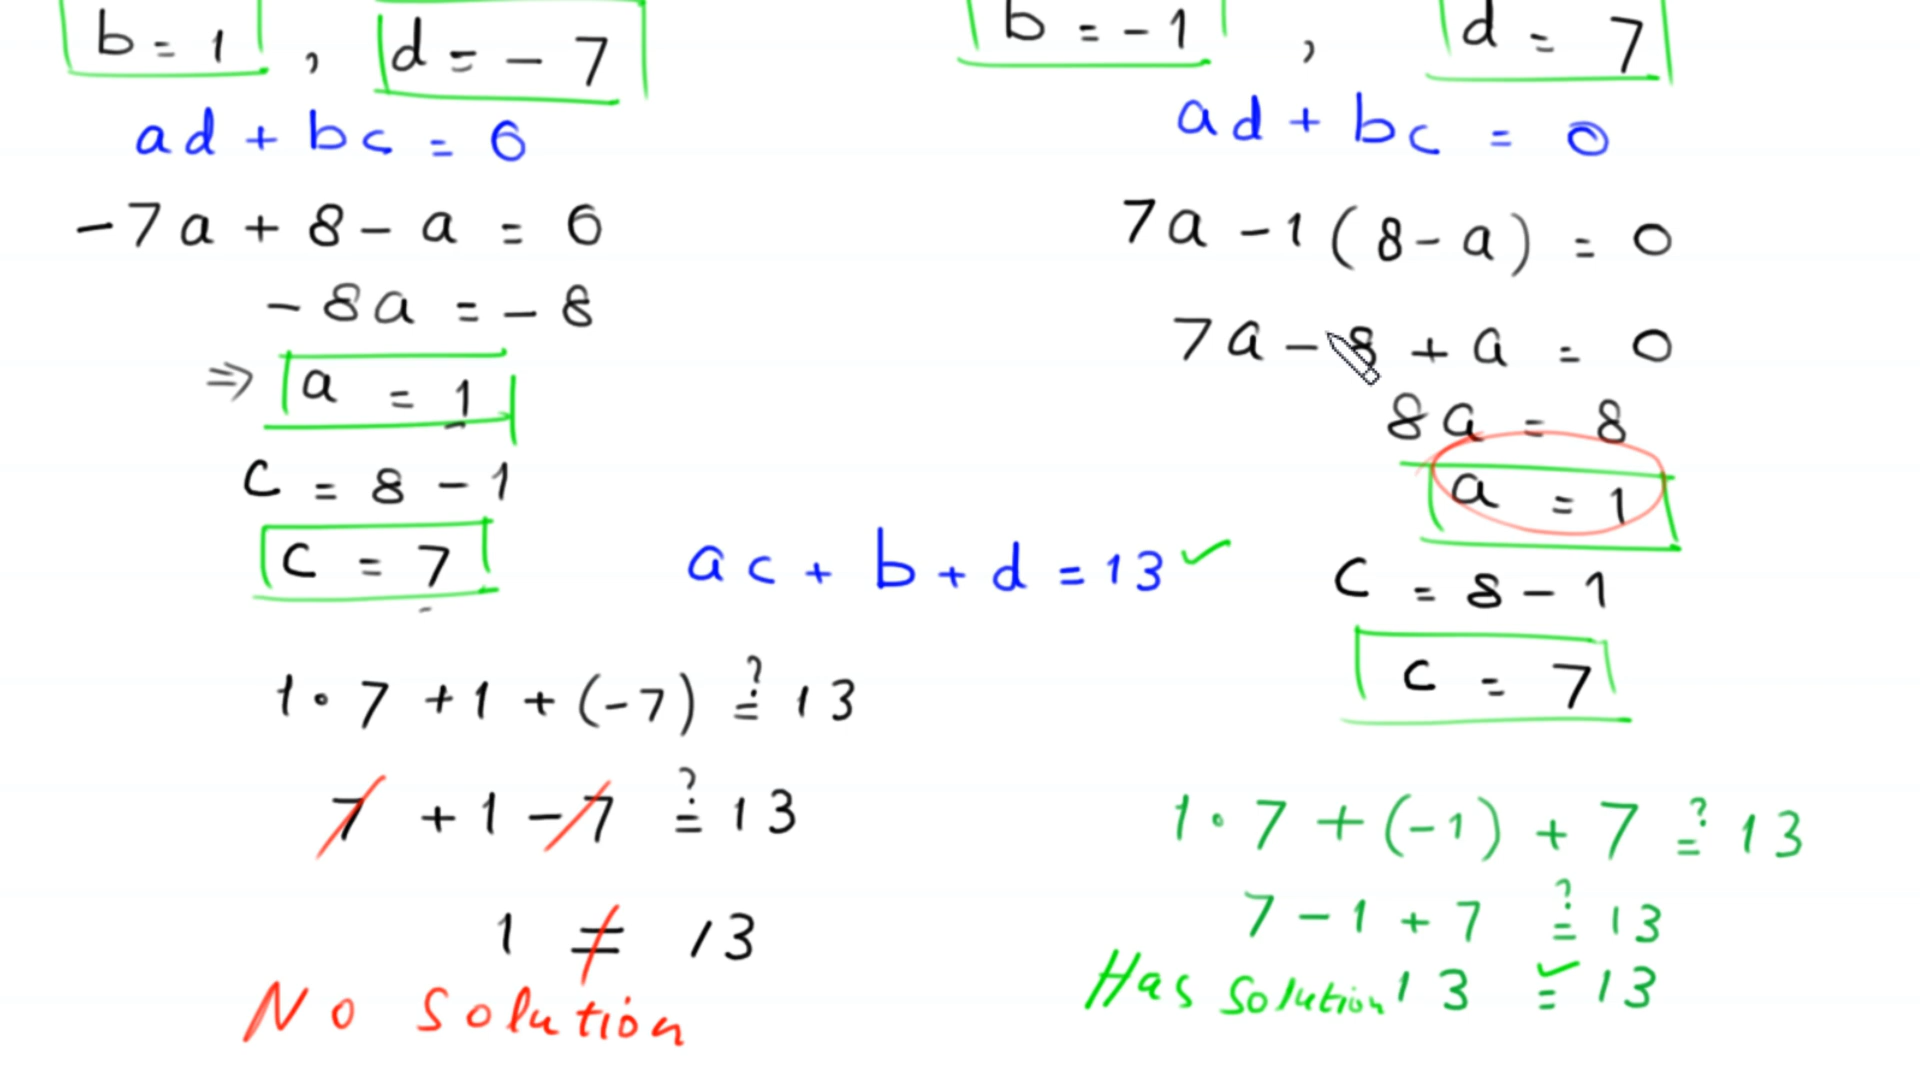 b = 1 , d = - 7
ad + bc = 6
-7a + 8 - a = 6
-8a = - 8
⇒ a = 1
c = 8 - 1
c = 7
ac + b + d = 13 ✓
1 · 7 + 1 + (-7) ≟ 13
7 + 1 - 7 ≟ 13
1 ≠ 13
No Solution
b = - 1 , d = 7
ad + bc = 0
7a - 1 (8 - a) = 0
7a - 8 + a = 0
8a = 8
a = 1
c = 8 - 1
c = 7
1 · 7 + (-1) + 7 ≟ 13
7 - 1 + 7 ≟ 13
Has Solution 13 = ✓ 13